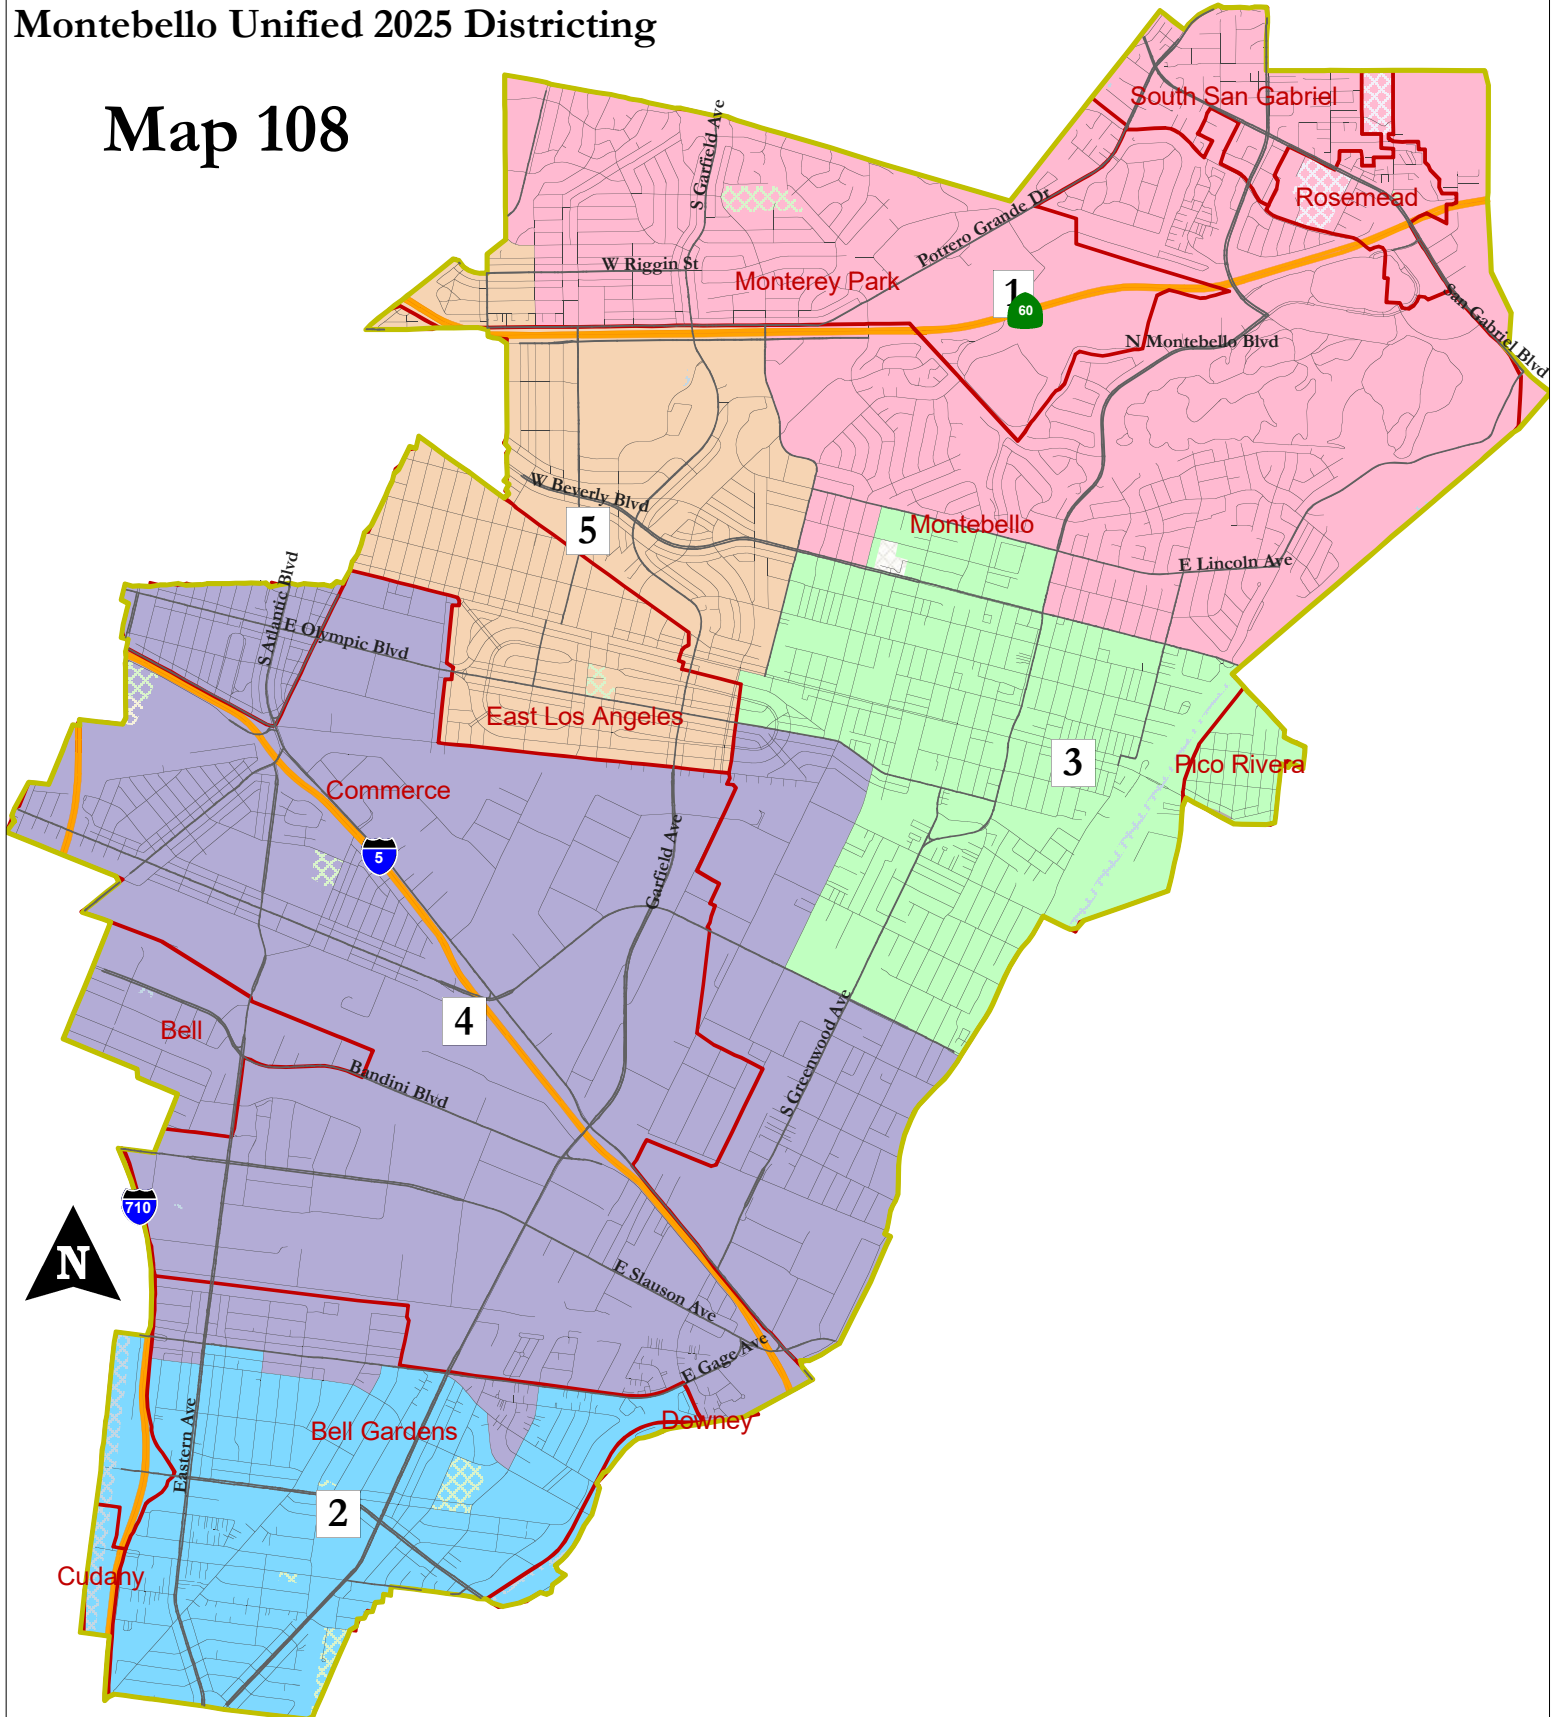 Montebello Unified 2025 Districting
Map 108
South San Gabriel
S Garfield Ave
Rosemead
Potrero Grande Dr
W Riggin St
Monterey Park
1
60
San Gabriel Blvd
N Montebello Blvd
W Beverly Blvd
5
Montebello
E Lincoln Ave
S Atlantic Blvd
E Olympic Blvd
East Los Angeles
3
Pico Rivera
Commerce
5
Garfield Ave
4
Bell
S Greenwood Ave
Bandini Blvd
710
N
E Slauson Ave
E Gage Ave
Eastern Ave
Bell Gardens
Downey
2
Cudahy